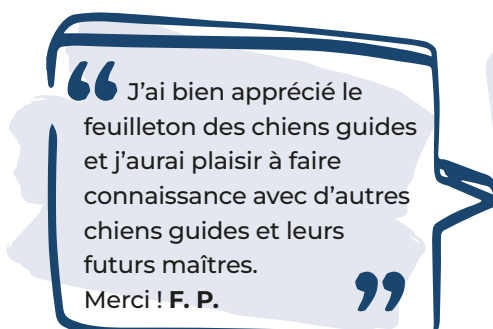 “ J’ai bien apprécié le
feuilleton des chiens guides
et j’aurai plaisir à faire
connaissance avec d’autres
chiens guides et leurs
futurs maîtres.
Merci ! F. P. ”